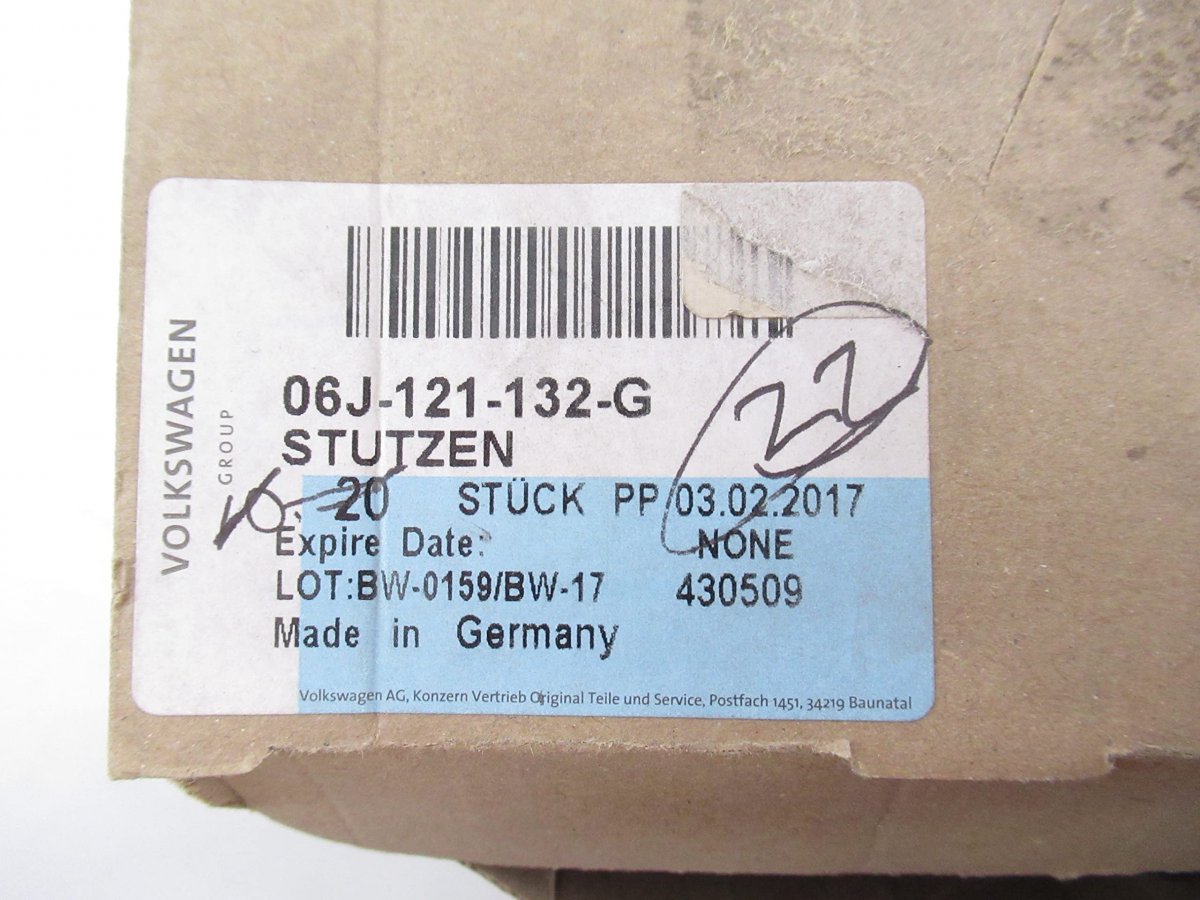 VOLKSWAGEN
GROUP
06J-121-132-G
STUTZEN
22
20 STÜCK PP 03.02.2017
Expire Date: NONE
LOT:BW-0159/BW-17 430509
Made in Germany
Volkswagen AG, Konzern Vertrieb Original Teile und Service, Postfach 1451, 34219 Baunatal